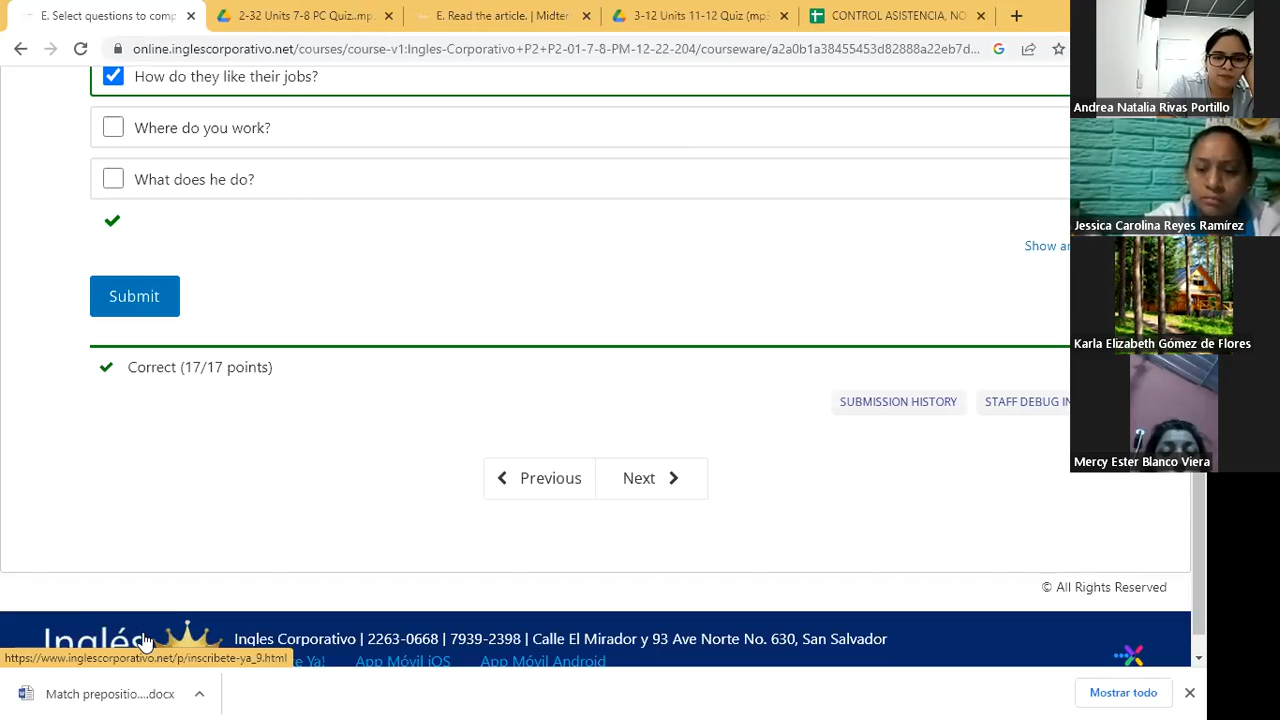 E. Select questions to comp
2-32 Units 7-8 PC Quiz..mp
E. Read the article. | Midter
3-12 Units 11-12 Quiz (mp3
CONTROL ASISTENCIA, NO
online.inglescorporativo.net/courses/course-v1:Ingles-Corporativo+P2+P2-01-7-8-PM-12-22-204/courseware/a2a0b1a38455453d82888a22eb7d...
How do they like their jobs?
Where do you work?
What does he do?
Show an
Submit
Correct (17/17 points)
SUBMISSION HISTORY
STAFF DEBUG IN
Previous
Next
© All Rights Reserved
Inglés
Ingles Corporativo | 2263-0668 | 7939-2398 | Calle El Mirador y 93 Ave Norte No. 630, San Salvador
e Ya!
App Móvil iOS
App Móvil Android
https://www.inglescorporativo.net/p/inscribete-ya_9.html
Match prepositio....docx
Mostrar todo
Andrea Natalia Rivas Portillo
Jessica Carolina Reyes Ramírez
Karla Elizabeth Gómez de Flores
Mercy Ester Blanco Viera